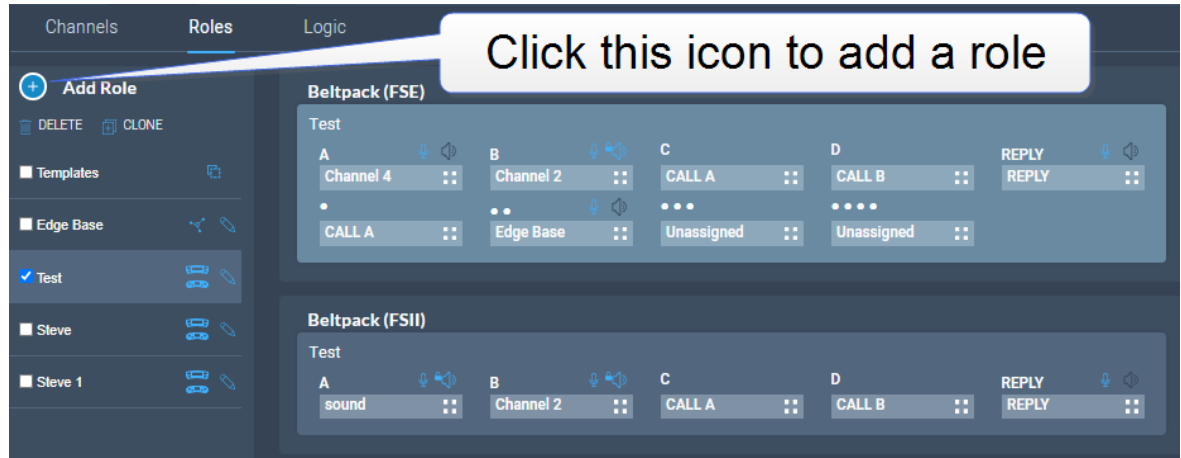 Channels Roles Logic
Click this icon to add a role
Add Role
DELETE CLONE
Templates
Edge Base
Test
Steve
Steve 1
Beltpack (FSE)
Test
A B C D REPLY
Channel 4 Channel 2 CALL A CALL B REPLY
CALL A Edge Base Unassigned Unassigned
Beltpack (FSII)
Test
A B C D REPLY
sound Channel 2 CALL A CALL B REPLY